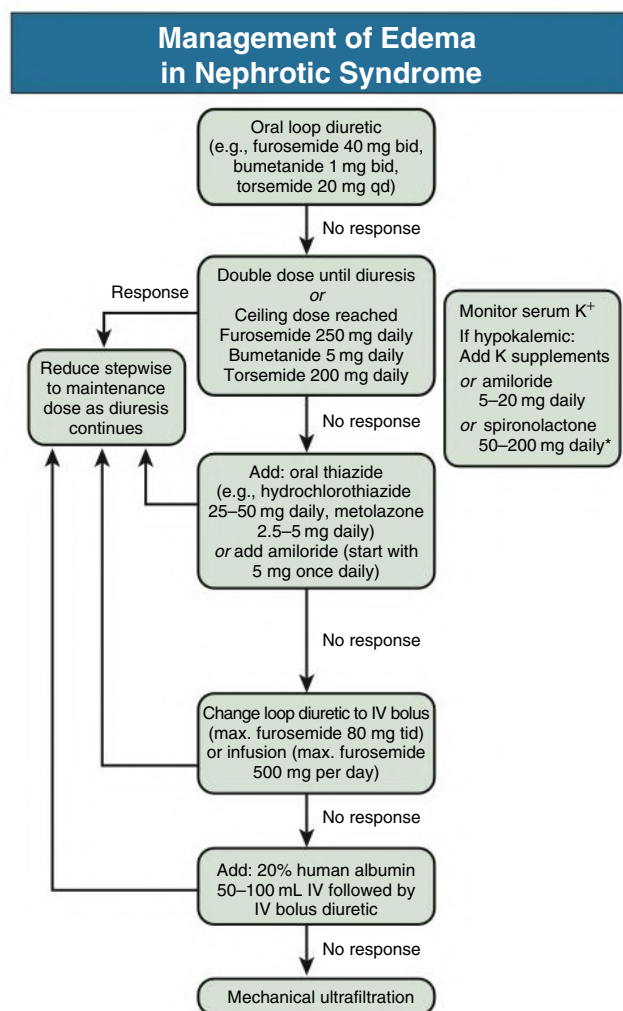 Management of Edema
in Nephrotic Syndrome
Oral loop diuretic
(e.g., furosemide 40 mg bid,
bumetanide 1 mg bid,
torsemide 20 mg qd)
No response
Response
Double dose until diuresis
or
Ceiling dose reached
Furosemide 250 mg daily
Bumetanide 5 mg daily
Torsemide 200 mg daily
Monitor serum K+
If hypokalemic:
Add K supplements
or amiloride
5–20 mg daily
or spironolactone
50–200 mg daily*
Reduce stepwise
to maintenance
dose as diuresis
continues
No response
Add: oral thiazide
(e.g., hydrochlorothiazide
25–50 mg daily, metolazone
2.5–5 mg daily)
or add amiloride (start with
5 mg once daily)
No response
Change loop diuretic to IV bolus
(max. furosemide 80 mg tid)
or infusion (max. furosemide
500 mg per day)
No response
Add: 20% human albumin
50–100 mL IV followed by
IV bolus diuretic
No response
Mechanical ultrafiltration